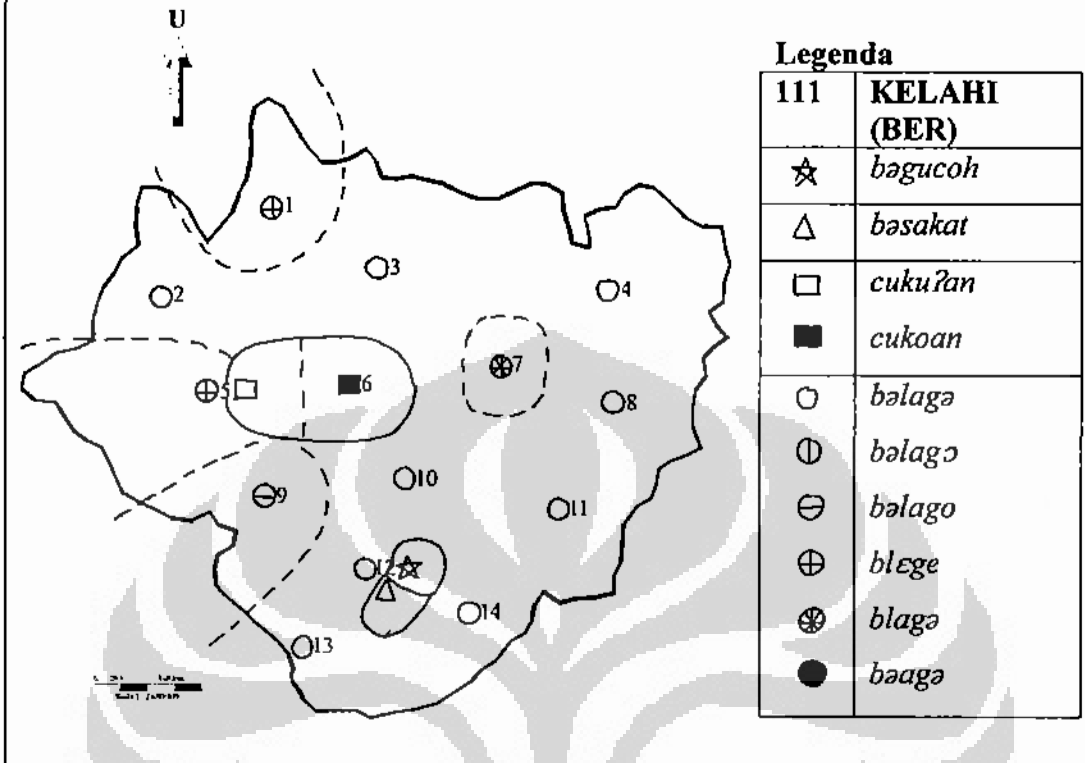 U
Legenda
111 KELAHI
(BER)
bəgucoh
bəsakat
cukuʔan
cukoan
bəlagə
bəlagɔ
bəlago
blɛge
blagə
bəagə
1
2
3
4
5
6
7
8
9
10
11
12
13
14